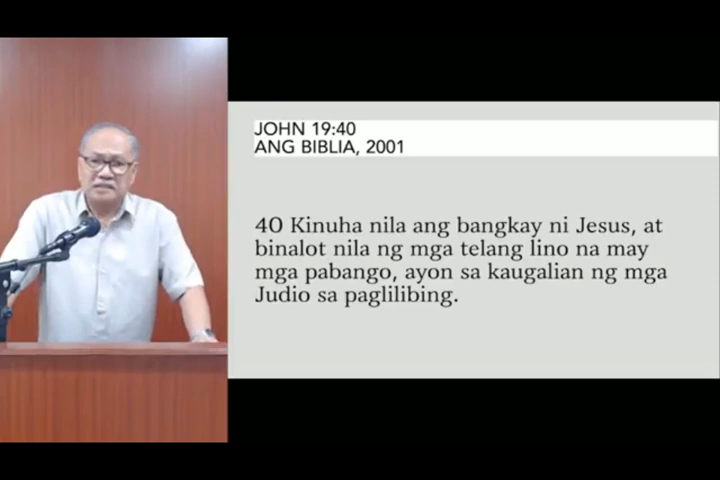 JOHN 19:40
ANG BIBLIA, 2001
40 Kinuha nila ang bangkay ni Jesus, at
binalot nila ng mga telang lino na may
mga pabango, ayon sa kaugalian ng mga
Judio sa paglilibing.